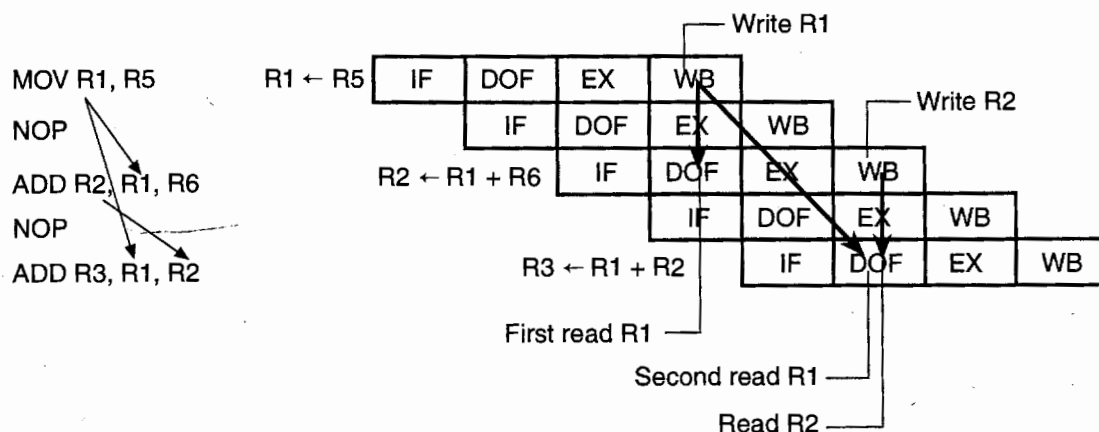 Write R1
MOV R1, R5
R1 ← R5 IF DOF EX WB
Write R2
NOP
IF DOF EX WB
ADD R2, R1, R6
R2 ← R1 + R6 IF DOF EX WB
NOP
IF DOF EX WB
ADD R3, R1, R2
R3 ← R1 + R2 IF DOF EX WB
First read R1
Second read R1
Read R2